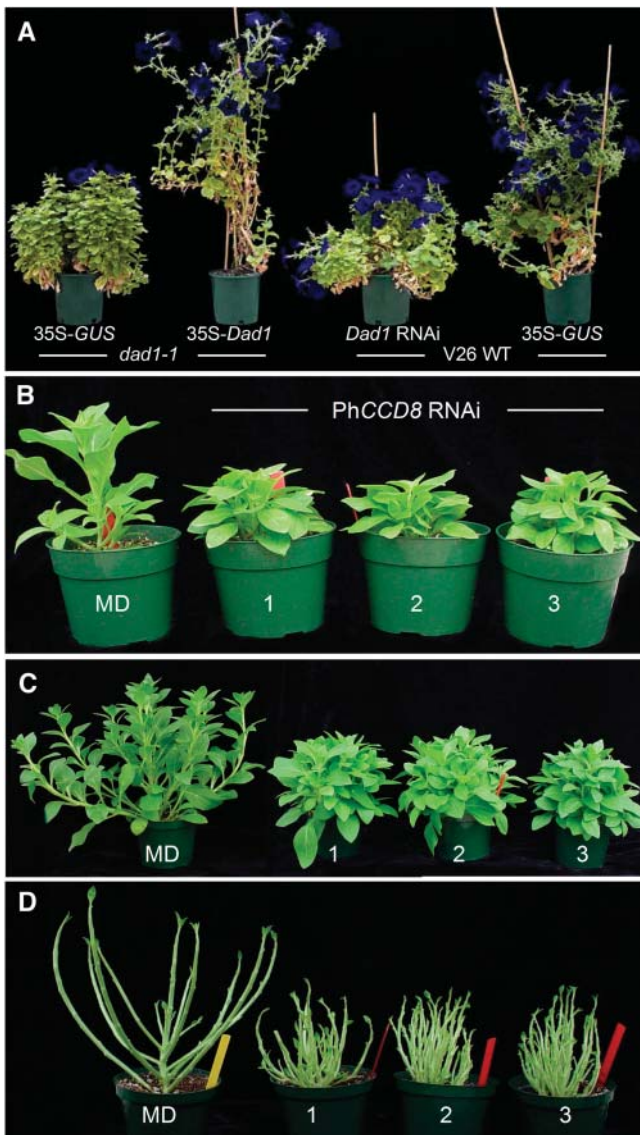 A
35S-GUS 35S-Dad1 Dad1 RNAi 35S-GUS
dad1-1 V26 WT
B
PhCCD8 RNAi
MD 1 2 3
C
MD 1 2 3
D
MD 1 2 3